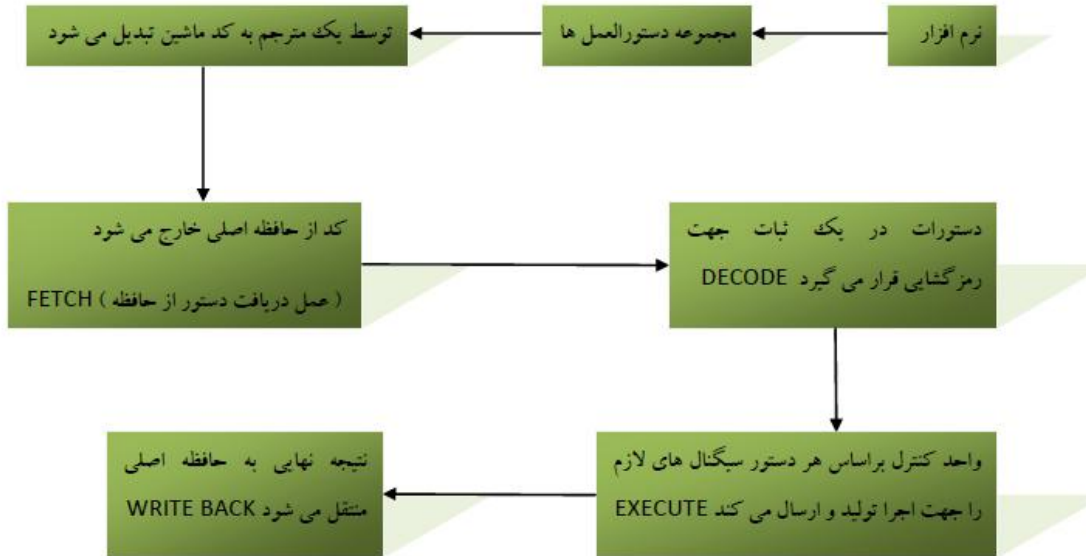 نرم افزار
مجموعه دستورالعمل ها
توسط یک مترجم به کد ماشین تبدیل می شود
کد از حافظه اصلی خارج می شود
( عمل دریافت دستور از حافظه ) FETCH
دستورات در یک ثبات جهت
رمزگشایی قرار می گیرد DECODE
واحد کنترل براساس هر دستور سیگنال های لازم
را جهت اجرا تولید و ارسال می کند EXECUTE
نتیجه نهایی به حافظه اصلی
منتقل می شود WRITE BACK